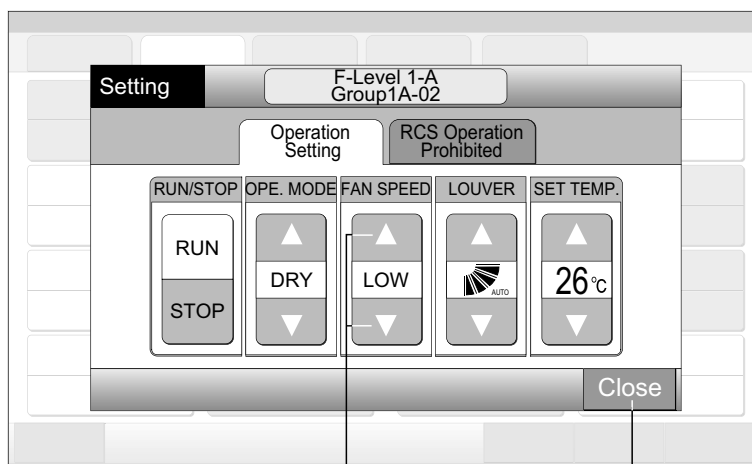 Setting
F-Level 1-A
Group1A-02
Operation
Setting
RCS Operation
Prohibited
RUN/STOP
OPE. MODE
FAN SPEED
LOUVER
SET TEMP.
RUN
STOP
DRY
LOW
AUTO
26°C
Close